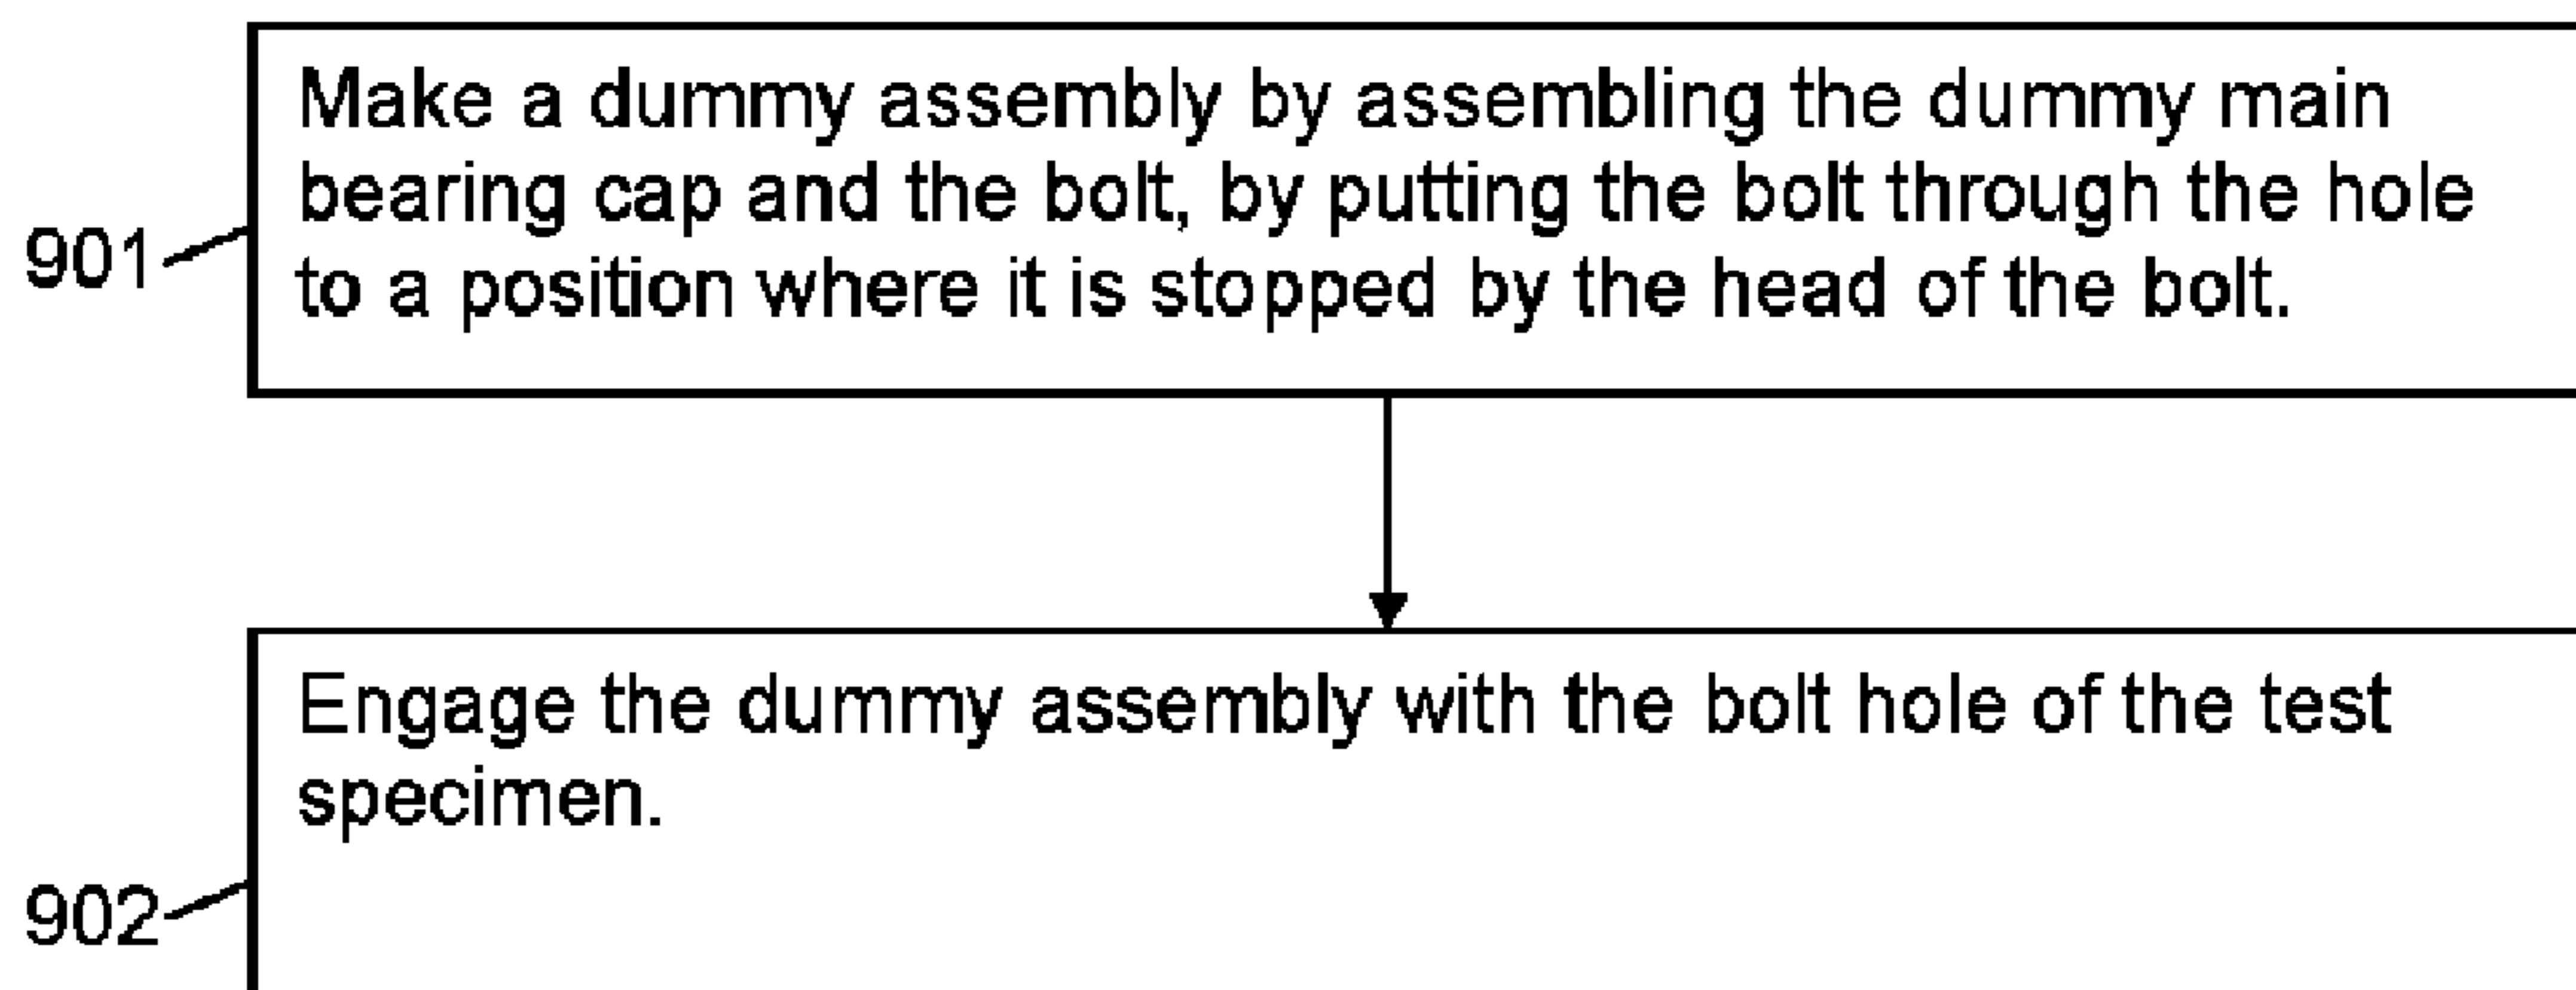 Make a dummy assembly by assembling the dummy main
bearing cap and the bolt, by putting the bolt through the hole
to a position where it is stopped by the head of the bolt.
901
Engage the dummy assembly with the bolt hole of the test
specimen.
902